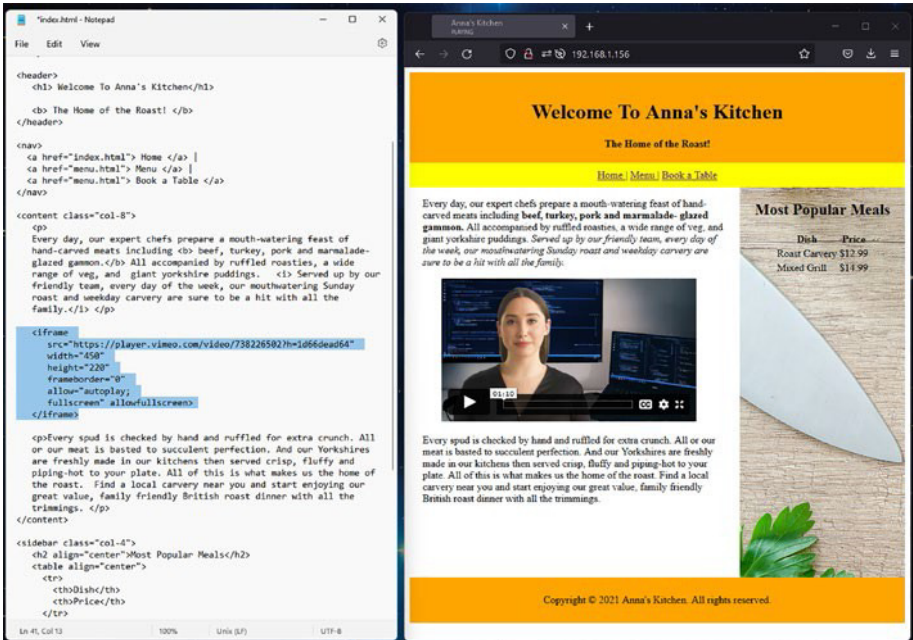 *index.html - Notepad
File Edit View
<header>
<h1> Welcome To Anna's Kitchen</h1>
<b> The Home of the Roast! </b>
</header>
<nav>
<a href="index.html"> Home </a> |
<a href="menu.html"> Menu </a> |
<a href="menu.html"> Book a Table </a>
</nav>
<content class="col-8">
<p>
Every day, our expert chefs prepare a mouth-watering feast of
hand-carved meats including <b> beef, turkey, pork and marmalade-
glazed gammon.</b> All accompanied by ruffled roasties, a wide
range of veg, and giant yorkshire puddings. <i> Served up by our
friendly team, every day of the week, our mouthwatering Sunday
roast and weekday carvery are sure to be a hit with all the
family.</i> </p>
<iframe
src="https://player.vimeo.com/video/738226502?h=1d66dead64"
width="450"
height="220"
frameborder="0"
allow="autoplay;
fullscreen" allowfullscreen>
</iframe>
<p>Every spud is checked by hand and ruffled for extra crunch. All
or our meat is basted to succulent perfection. And our Yorkshires
are freshly made in our kitchens then served crisp, fluffy and
piping-hot to your plate. All of this is what makes us the home of
the roast. Find a local carvery near you and start enjoying our
great value, family friendly British roast dinner with all the
trimmings. </p>
</content>
<sidebar class="col-4">
<h2 align="center">Most Popular Meals</h2>
<table align="center">
<tr>
<th>Dish</th>
<th>Price</th>
</tr>
Ln 41, Col 13 100% Unix (LF) UTF-8
Anna's Kitchen
PLAYING
192.168.1.156
Welcome To Anna's Kitchen
The Home of the Roast!
Home | Menu | Book a Table
Every day, our expert chefs prepare a mouth-watering feast of hand-
carved meats including beef, turkey, pork and marmalade- glazed
gammon. All accompanied by ruffled roasties, a wide range of veg, and
giant yorkshire puddings. Served up by our friendly team, every day of
the week, our mouthwatering Sunday roast and weekday carvery are
sure to be a hit with all the family.
01:10
CC
Every spud is checked by hand and ruffled for extra crunch. All or our
meat is basted to succulent perfection. And our Yorkshires are freshly
made in our kitchens then served crisp, fluffy and piping-hot to your
plate. All of this is what makes us the home of the roast. Find a local
carvery near you and start enjoying our great value, family friendly
British roast dinner with all the trimmings.
Most Popular Meals
Dish Price
Roast Carvery $12.99
Mixed Grill $14.99
Copyright © 2021 Anna's Kitchen. All rights reserved.